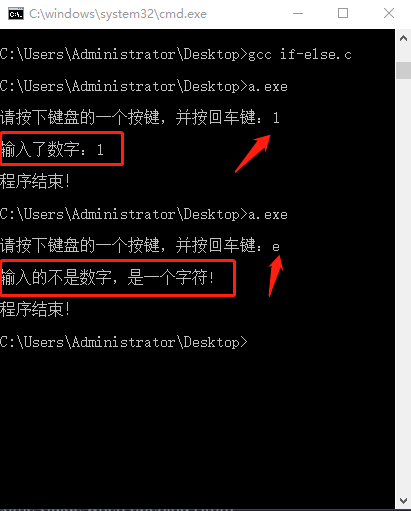 C:\windows\system32\cmd.exe
C:\Users\Administrator\Desktop>gcc if-else.c
C:\Users\Administrator\Desktop>a.exe
请按下键盘的一个按键，并按回车键：1
输入了数字：1
程序结束！
C:\Users\Administrator\Desktop>a.exe
请按下键盘的一个按键，并按回车键：e
输入的不是数字，是一个字符！
程序结束！
C:\Users\Administrator\Desktop>